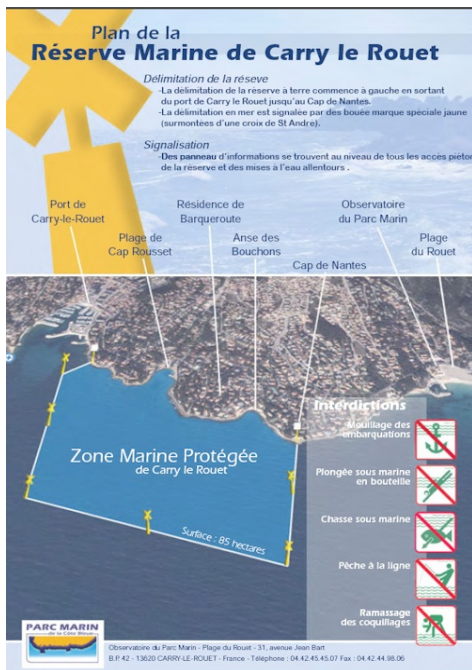 Plan de la
Réserve Marine de Carry le Rouet
Délimitation de la réseve
-La délimitation de la réserve à terre commence à gauche en sortant
du port de Carry le Rouet jusqu'au Cap de Nantes.
-La délimitation en mer est signalée par des bouée marque spéciale jaune
(surmontées d'une croix de St Andre).
Signalisation
-Des panneau d'informations se trouvent au niveau de tous les accès piéton
de la réserve et des mises à l'eau allentours .
Port de
Carry-le-Rouet
Plage de
Cap Rousset
Résidence de
Barqueroute
Anse des
Bouchons
Cap de Nantes
Observatoire
du Parc Marin
Plage
du Rouet
Zone Marine Protégée
de Carry le Rouet
Surface : 85 hectares
Interdictions
Mouillage des
embarquations
Plongée sous marine
en bouteille
Chasse sous marine
Pêche à la ligne
Ramassage
des coquillages
PARC MARIN
de la Côte Bleue
Observatoire du Parc Marin - Plage du Rouet - 31, avenue Jean Bart
B.P. 42 - 13620 CARRY-LE-ROUET - France - Téléphone : 04.42.45.45.07 Fax : 04.42.44.98.06